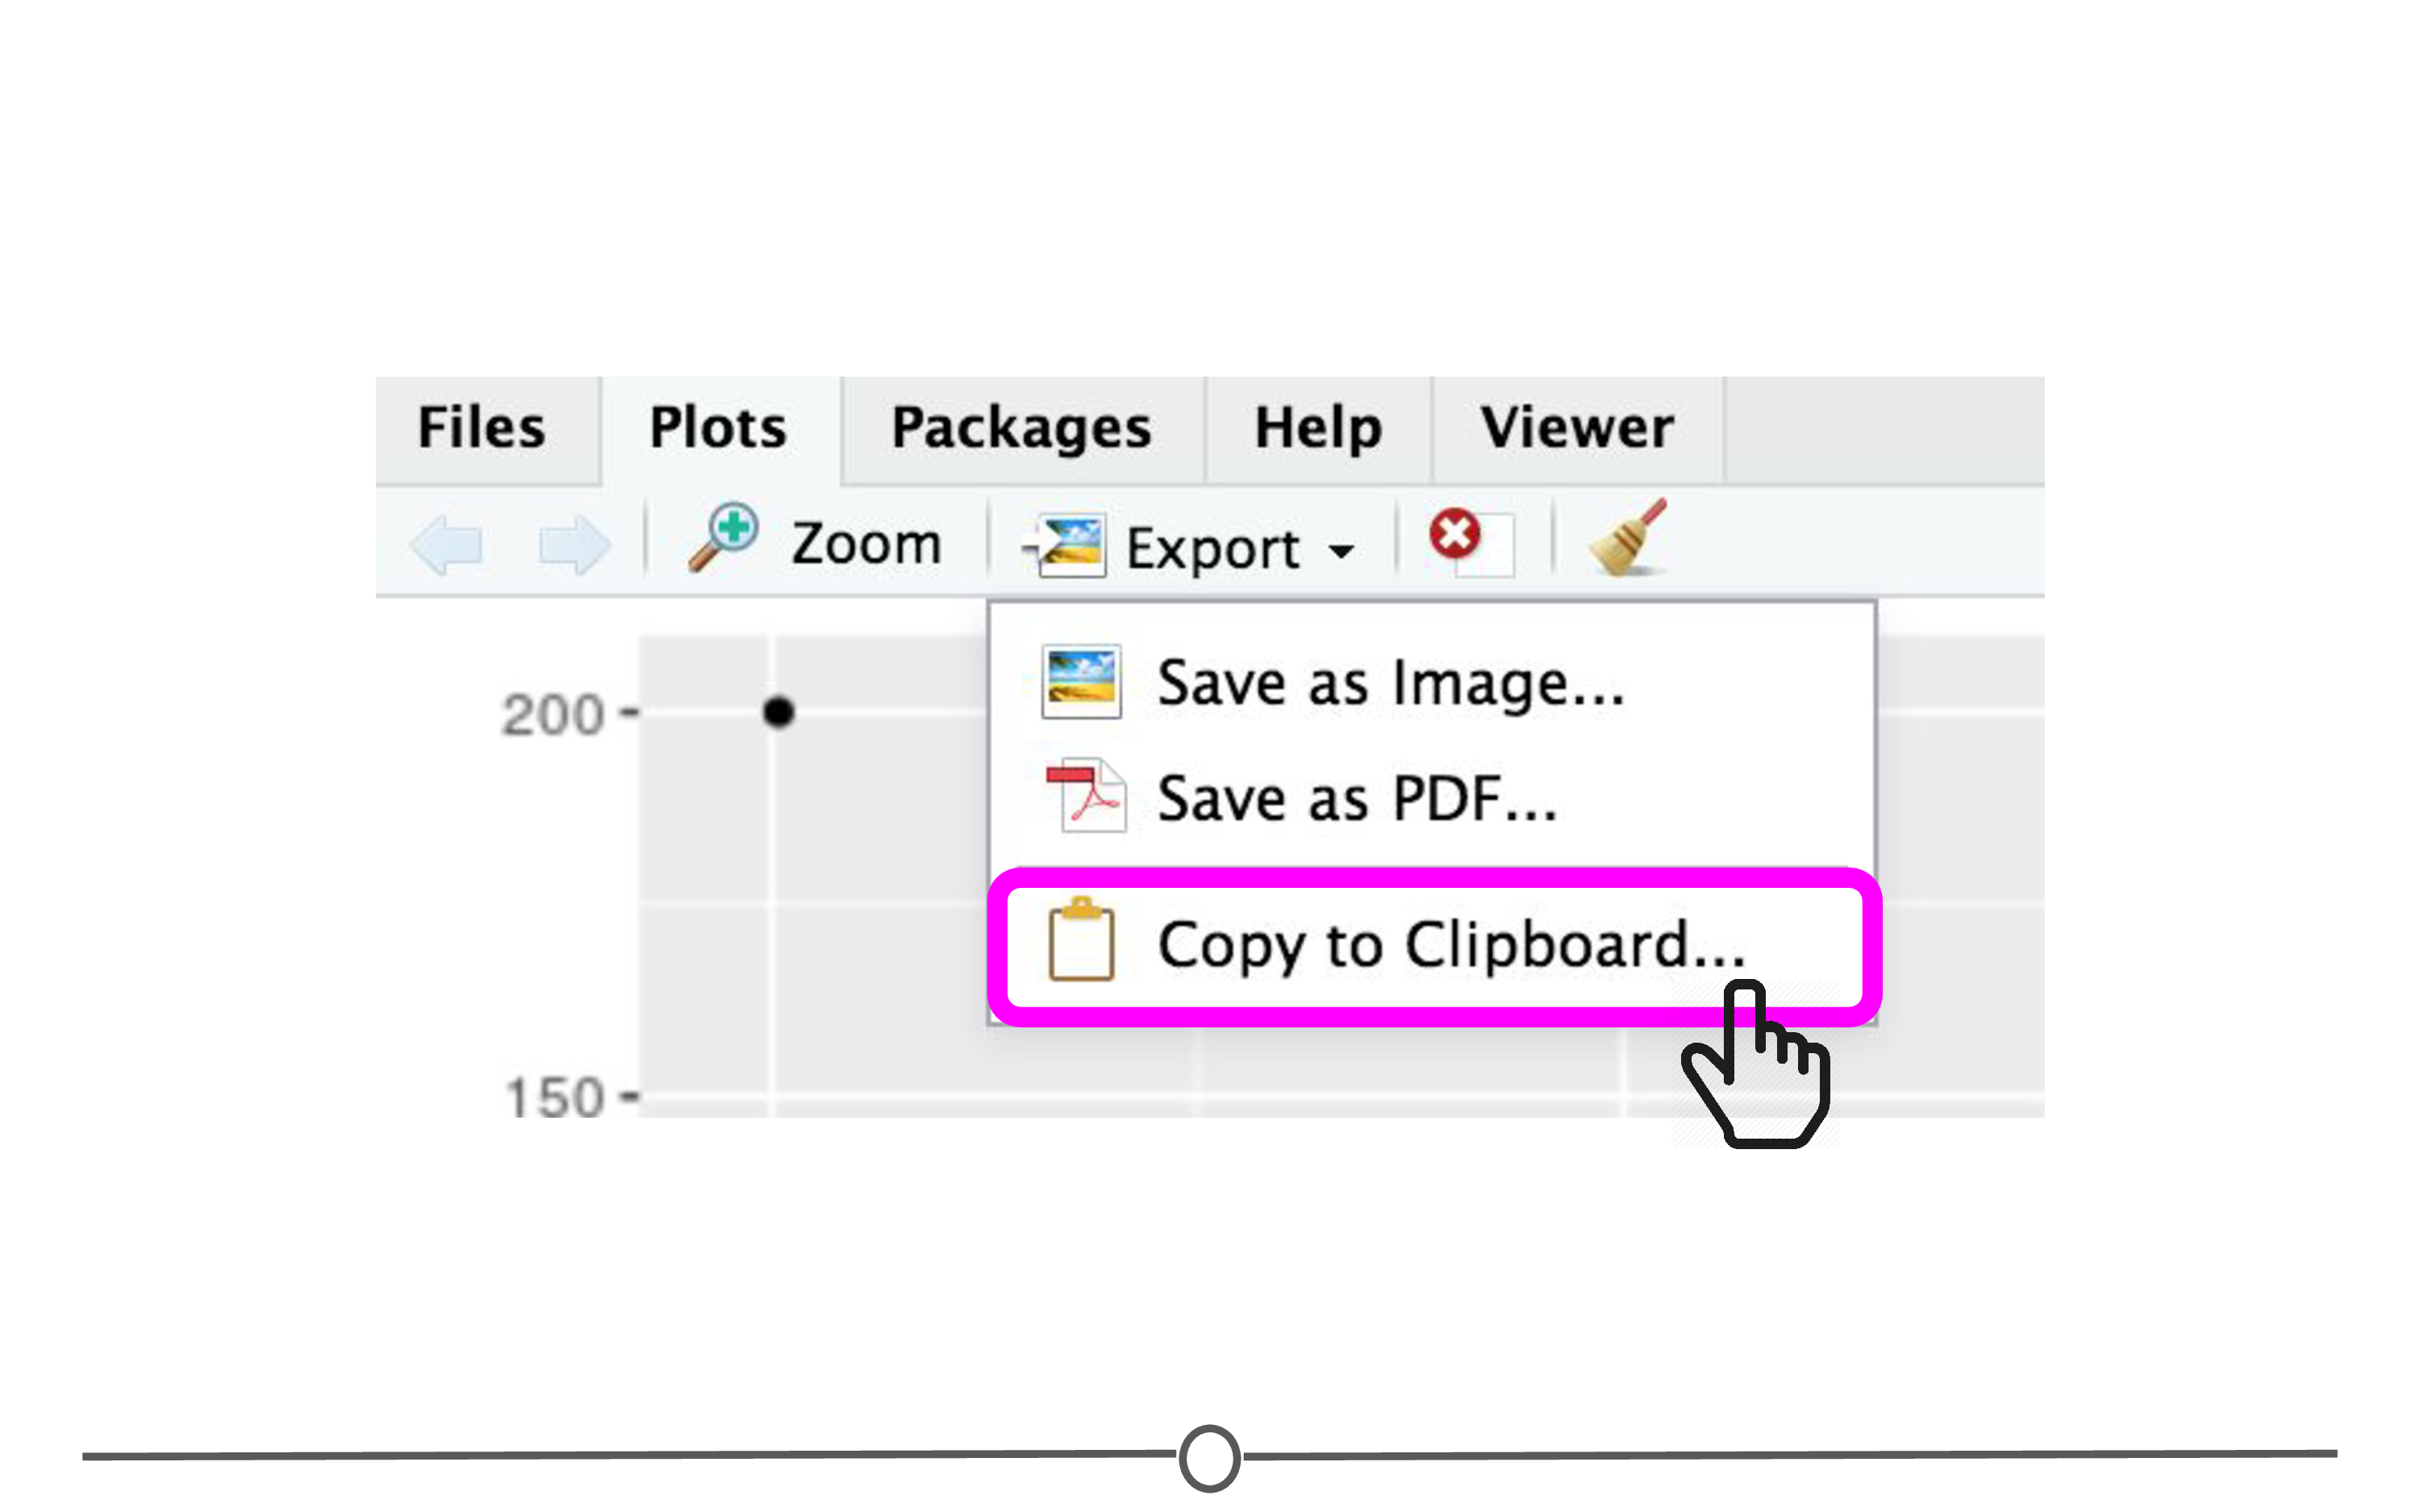 Files Plots Packages Help Viewer
Zoom Export
Save as Image...
200
Save as PDF...
Copy to Clipboard...
150